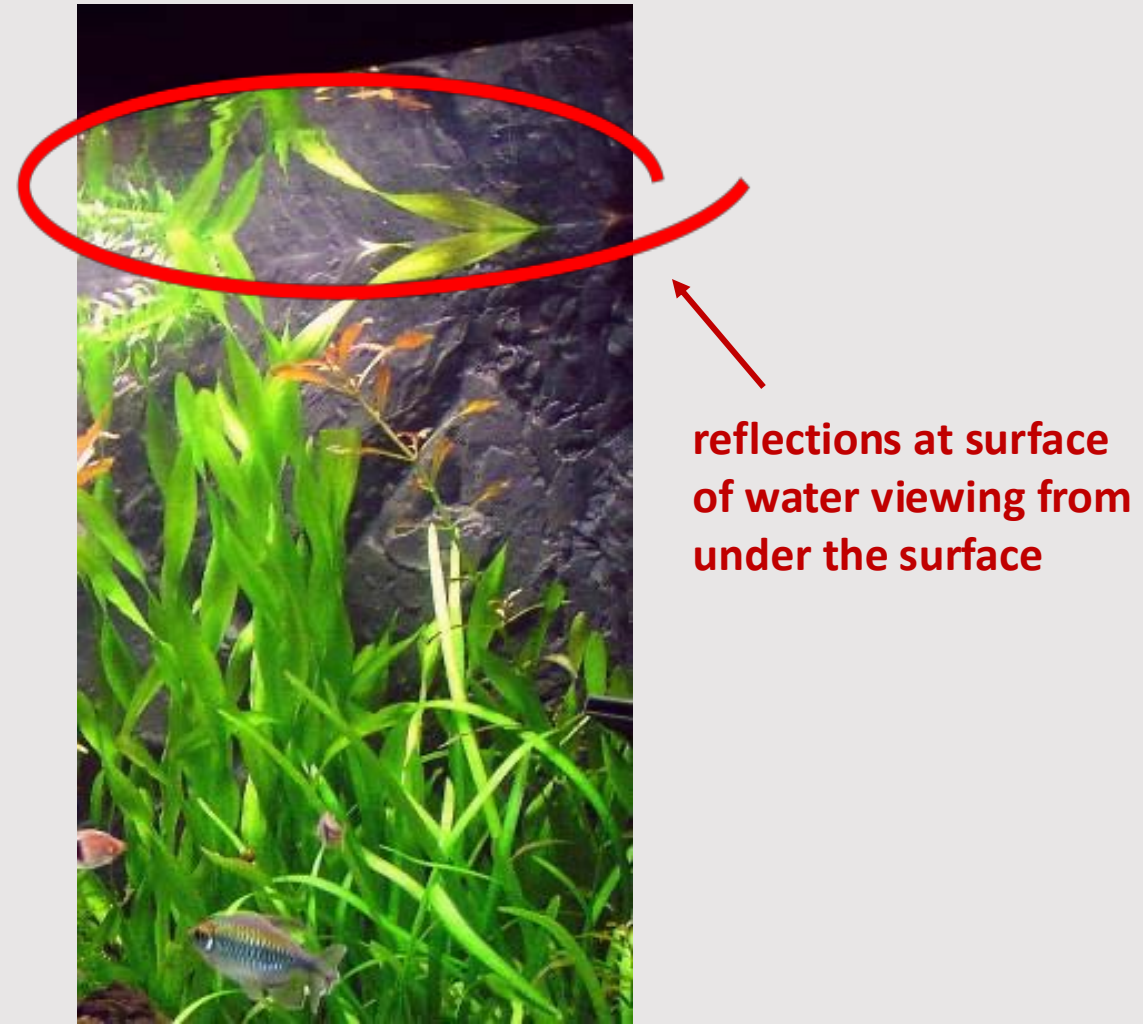 reflections at surface
of water viewing from
under the surface